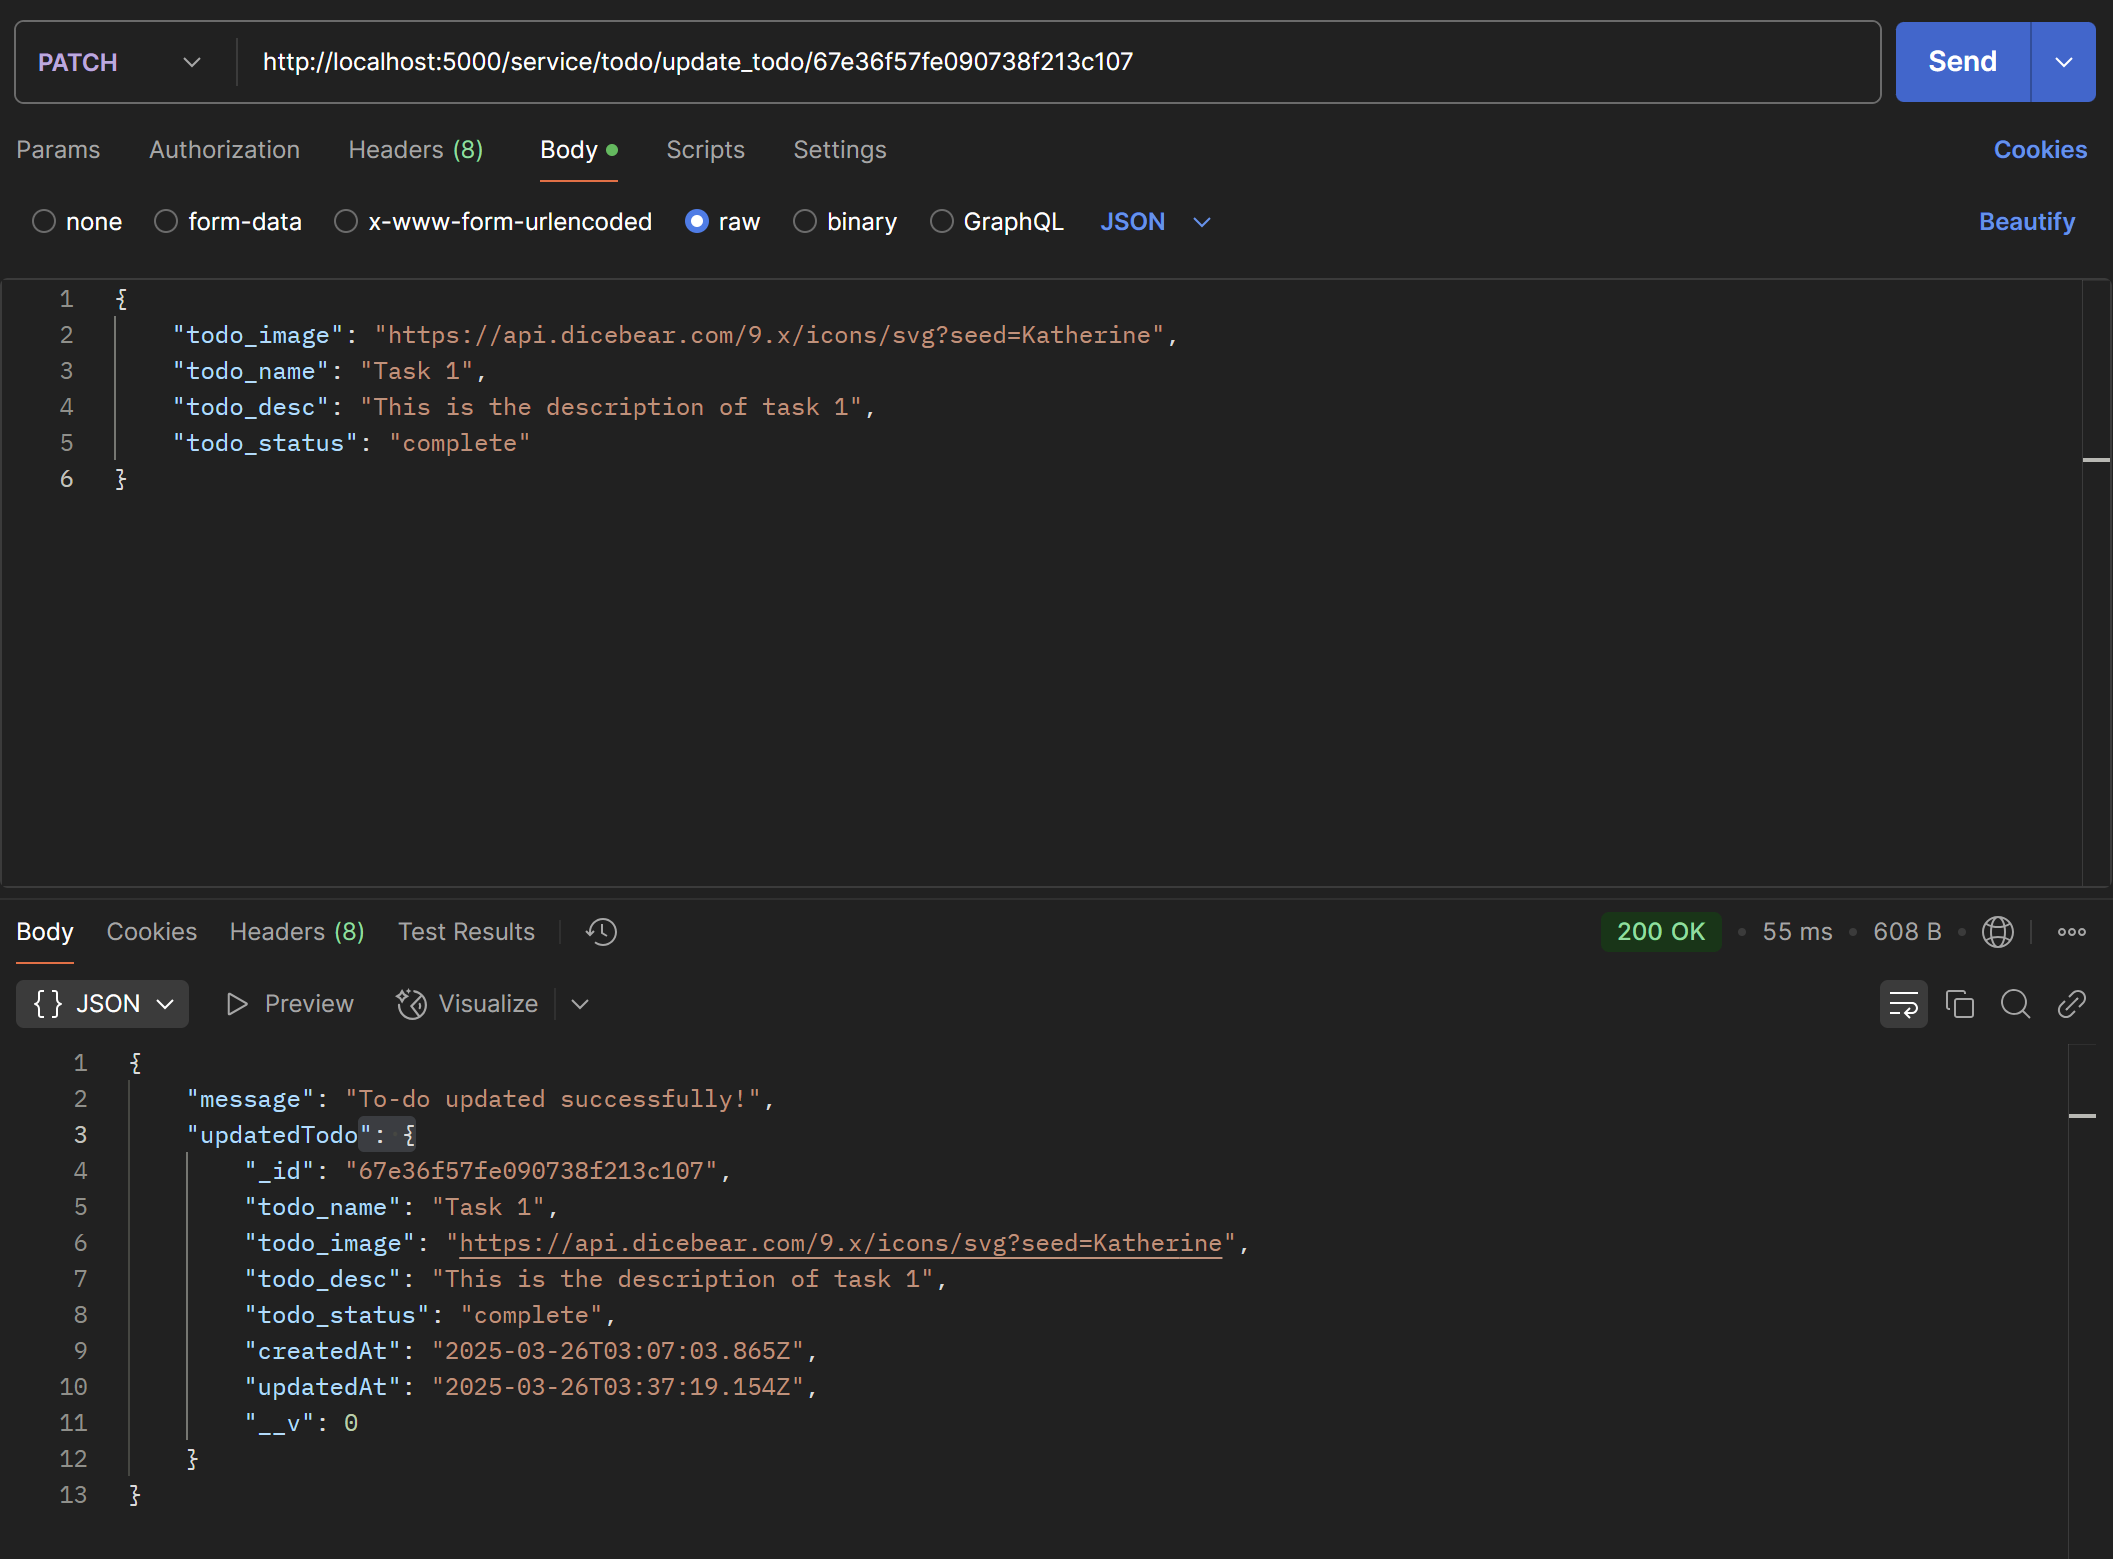 PATCH http://localhost:5000/service/todo/update_todo/67e36f57fe090738f213c107 Send
Params Authorization Headers (8) Body Scripts Settings Cookies
none form-data x-www-form-urlencoded raw binary GraphQL JSON Beautify
1 {
2 "todo_image": "https://api.dicebear.com/9.x/icons/svg?seed=Katherine",
3 "todo_name": "Task 1",
4 "todo_desc": "This is the description of task 1",
5 "todo_status": "complete"
6 }
Body Cookies Headers (8) Test Results 200 OK • 55 ms • 608 B •
{} JSON Preview Visualize
1 {
2 "message": "To-do updated successfully!",
3 "updatedTodo": {
4 "_id": "67e36f57fe090738f213c107",
5 "todo_name": "Task 1",
6 "todo_image": "https://api.dicebear.com/9.x/icons/svg?seed=Katherine",
7 "todo_desc": "This is the description of task 1",
8 "todo_status": "complete",
9 "createdAt": "2025-03-26T03:07:03.865Z",
10 "updatedAt": "2025-03-26T03:37:19.154Z",
11 "__v": 0
12 }
13 }